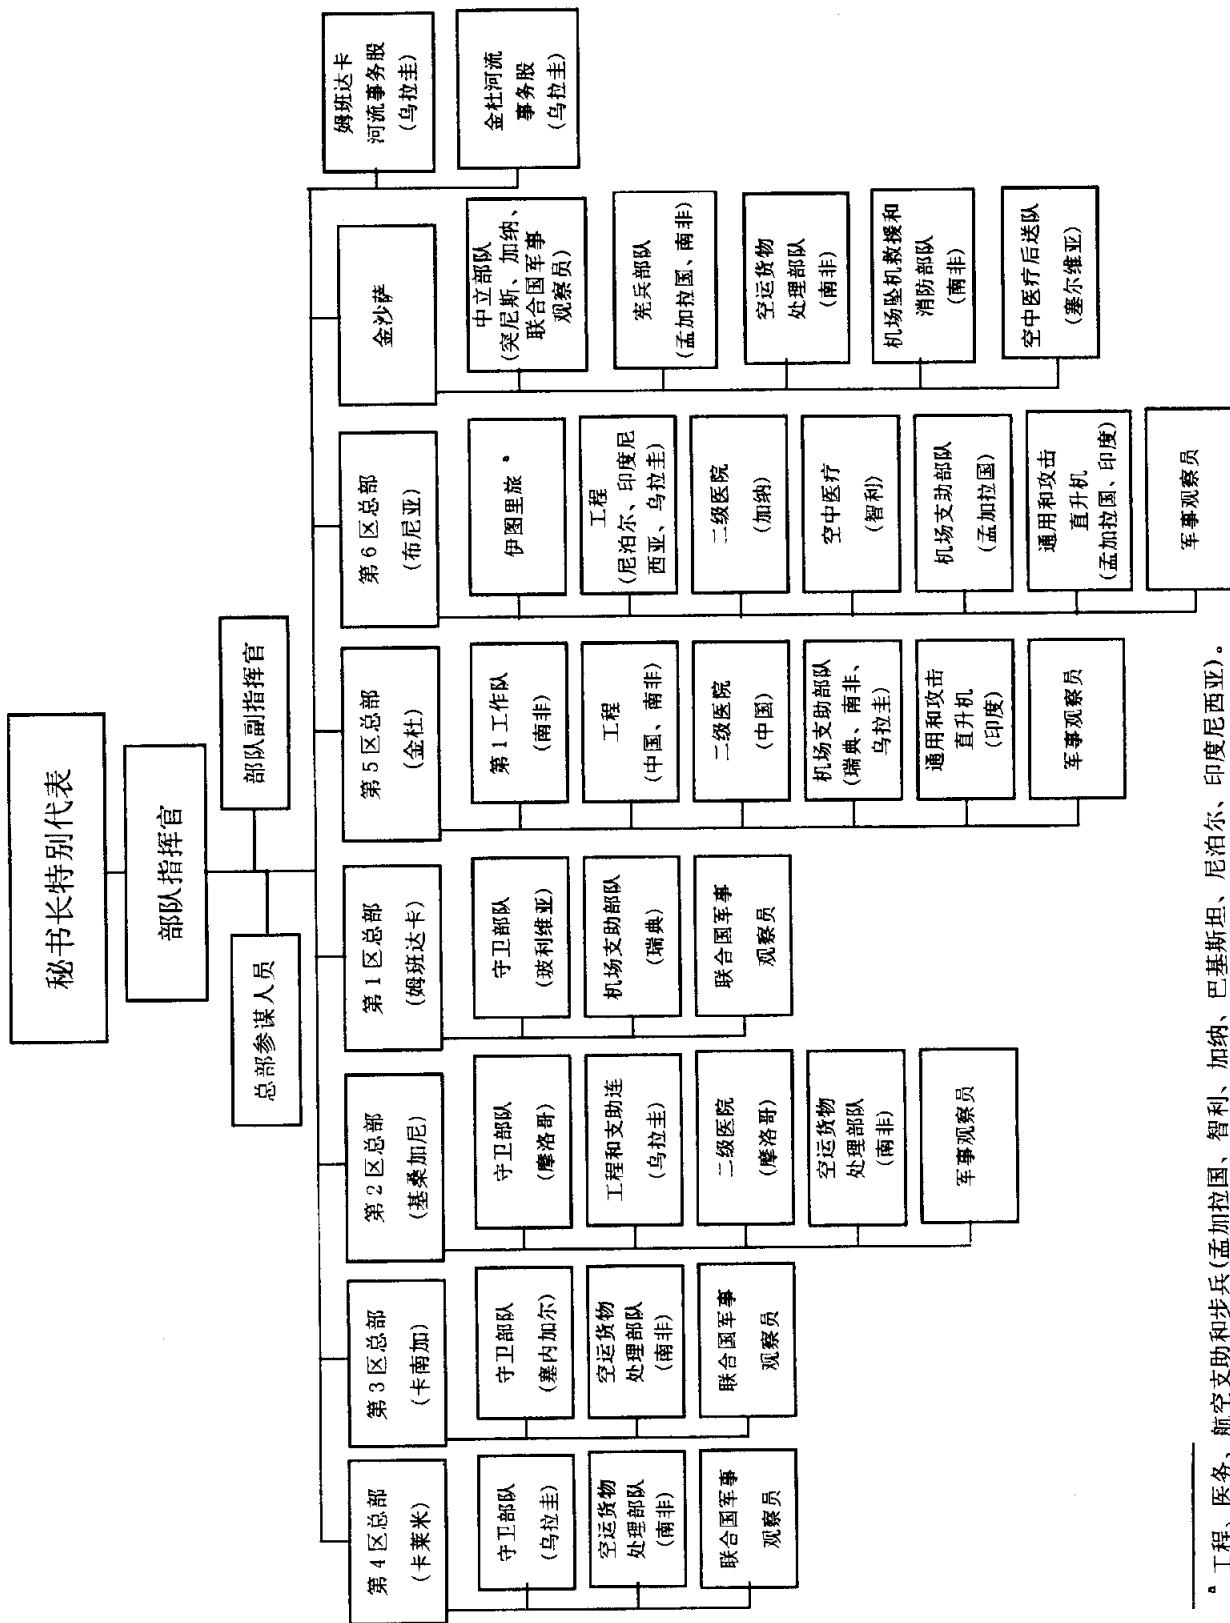 秘书长特别代表
部队指挥官
部队副指挥官
总部参谋人员
第4区总部
(卡莱米)
守卫部队
(乌拉圭)
空运货物
处理部队
(南非)
联合国军事
观察员
第3区总部
(卡南加)
守卫部队
(塞内加尔)
空运货物
处理部队
(南非)
联合国军事
观察员
第2区总部
(基桑加尼)
守卫部队
(摩洛哥)
工程和支助连
(乌拉圭)
二级医院
(摩洛哥)
空运货物
处理部队
(南非)
军事观察员
第1区总部
(姆班达卡)
守卫部队
(玻利维亚)
机场支助部队
(瑞典)
联合国军事
观察员
第5区总部
(金杜)
第1工作队
(南非)
工程
(中国、南非)
二级医院
(中国)
机场支助部队
(瑞典、南非、
乌拉圭)
通用和攻击
直升机
(印度)
军事观察员
第6区总部
(布尼亚)
伊图里旅 a
工程
(尼泊尔、印度尼
西亚、乌拉圭)
二级医院
(加纳)
空中医疗
(智利)
机场支助部队
(孟加拉国)
通用和攻击
直升机
(孟加拉国、印度)
军事观察员
金沙萨
中立部队
(突尼斯、加纳、
联合国军事
观察员)
宪兵部队
(孟加拉国、南非)
空运货物
处理部队
(南非)
机场坠机救援和
消防部队
(南非)
空中医疗后送队
(塞尔维亚)
姆班达卡
河流事务股
(乌拉圭)
金杜河流
事务股
(乌拉圭)
a 工程、医务、航空支助和步兵(孟加拉国、智利、加纳、巴基斯坦、尼泊尔、印度尼西亚)。